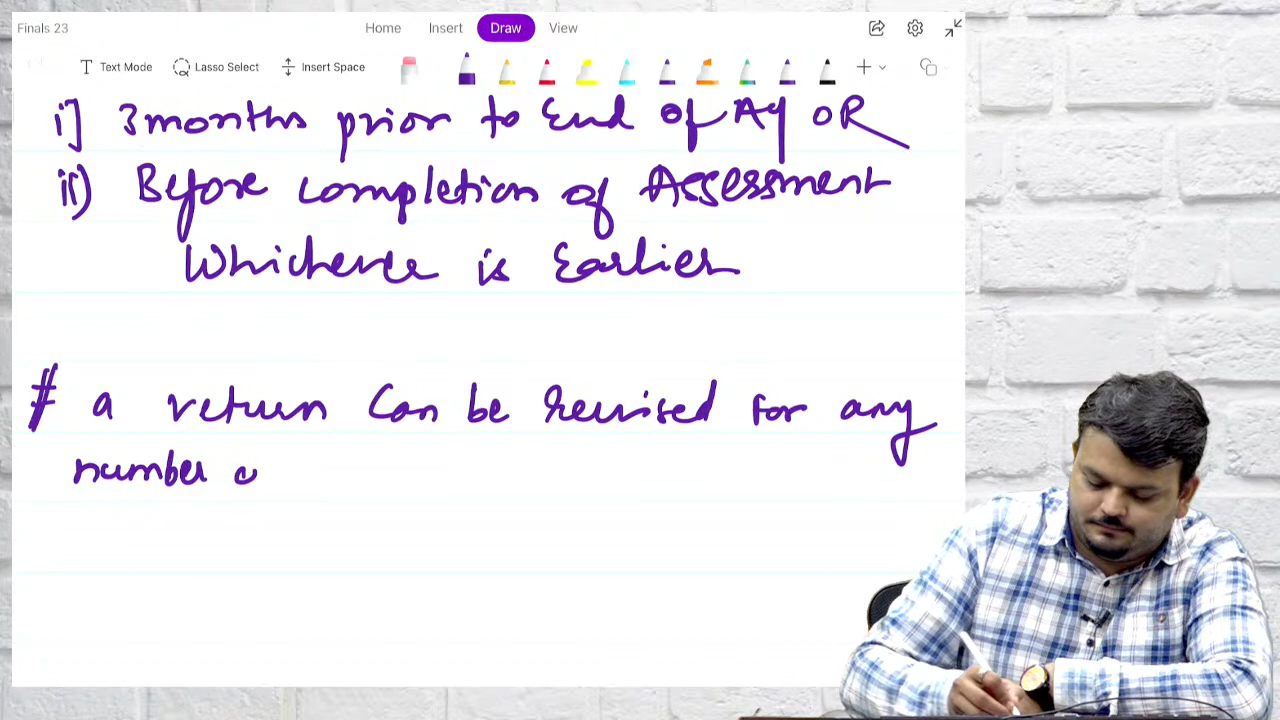 Finals 23
Home Insert Draw View
Text Mode Lasso Select Insert Space
i] 3months prior to End of AY OR
ii) Before completion of Assessment
Whichever is Earlier
# a return Can be revised for any
number o